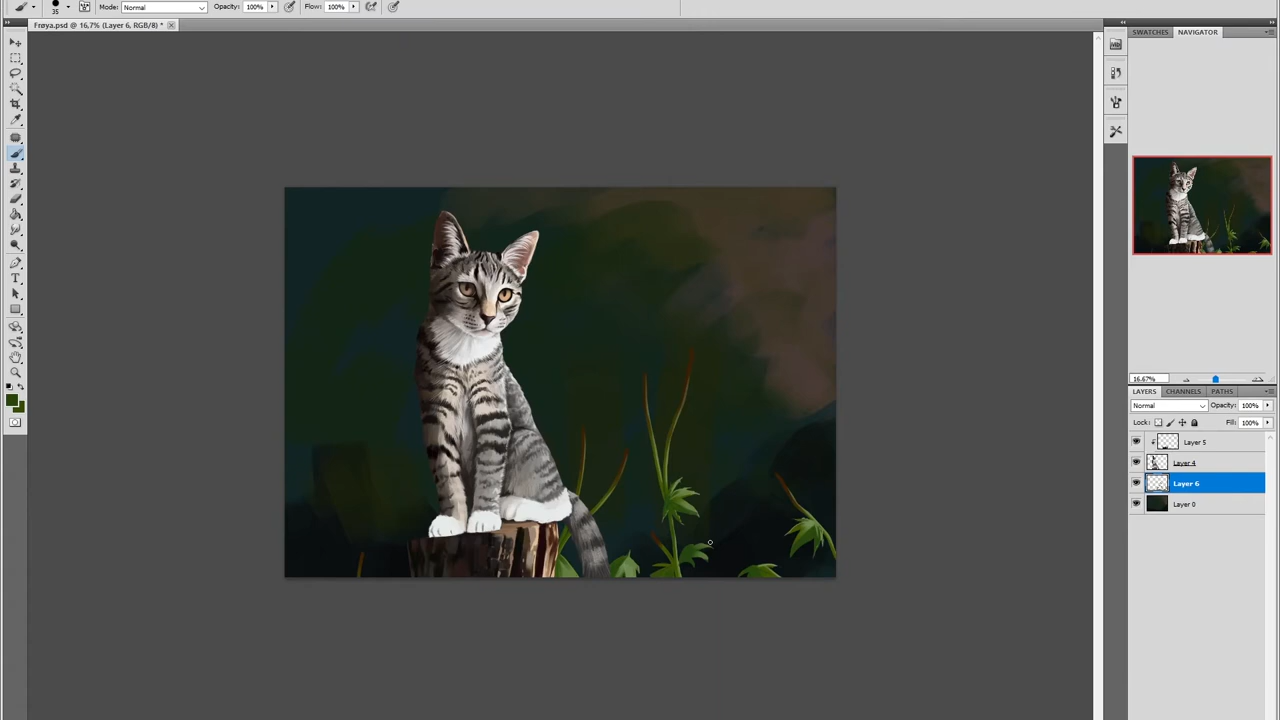 Mode: Normal Opacity: 100% Flow: 100%
35
Frøya.psd @ 16,7% (Layer 6, RGB/8) *
SWATCHES NAVIGATOR
16.67%
LAYERS CHANNELS PATHS
Normal Opacity: 100%
Lock: Fill: 100%
Layer 5
Layer 4
Layer 6
Layer 0